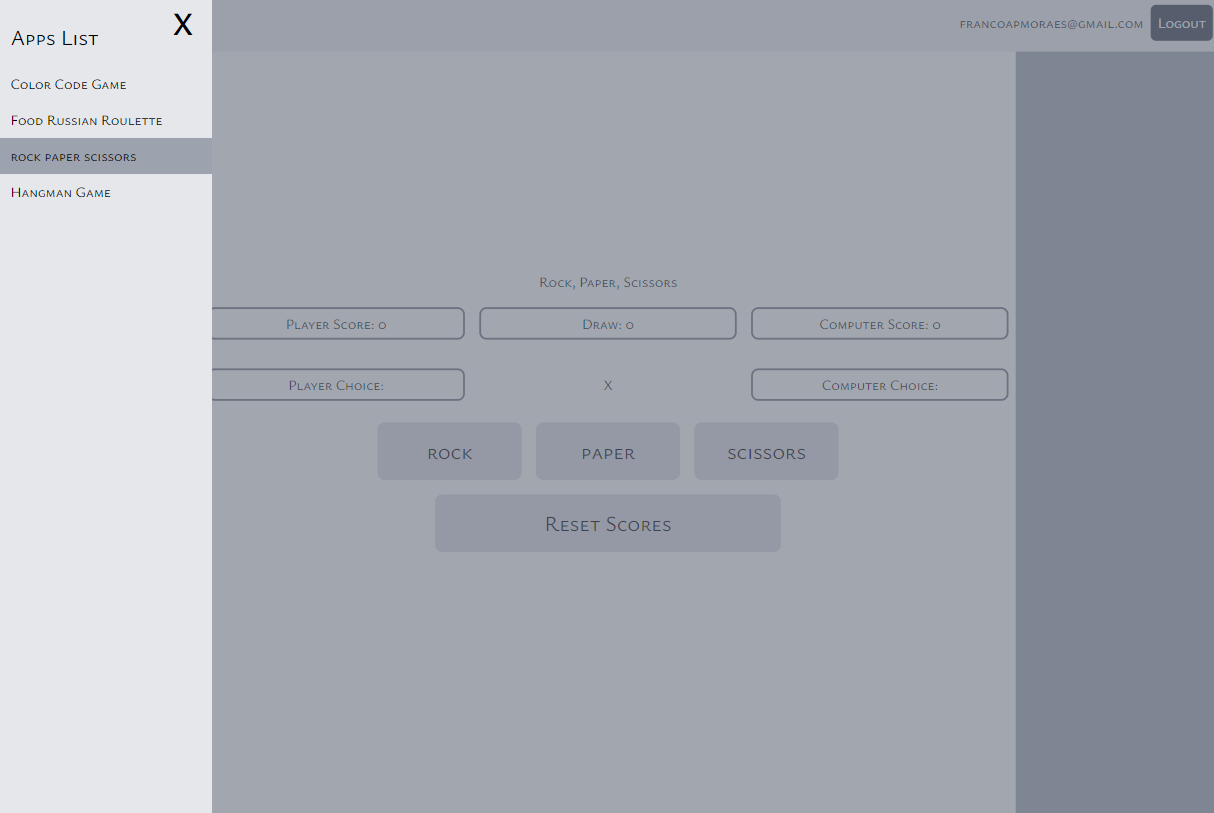 Apps List
X
Color Code Game
Food Russian Roulette
rock paper scissors
Hangman Game
francoapmoraes@gmail.com
Logout
Rock, Paper, Scissors
Player Score: 0
Draw: 0
Computer Score: 0
Player Choice:
X
Computer Choice:
rock
paper
scissors
Reset Scores